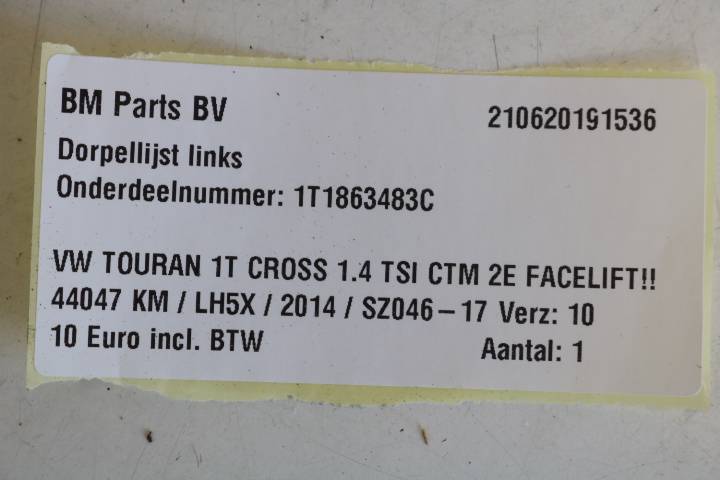 BM Parts BV 210620191536
Dorpellijst links
Onderdeelnummer: 1T1863483C
VW TOURAN 1T CROSS 1.4 TSI CTM 2E FACELIFT!!
44047 KM / LH5X / 2014 / SZ046-17 Verz: 10
10 Euro incl. BTW Aantal: 1